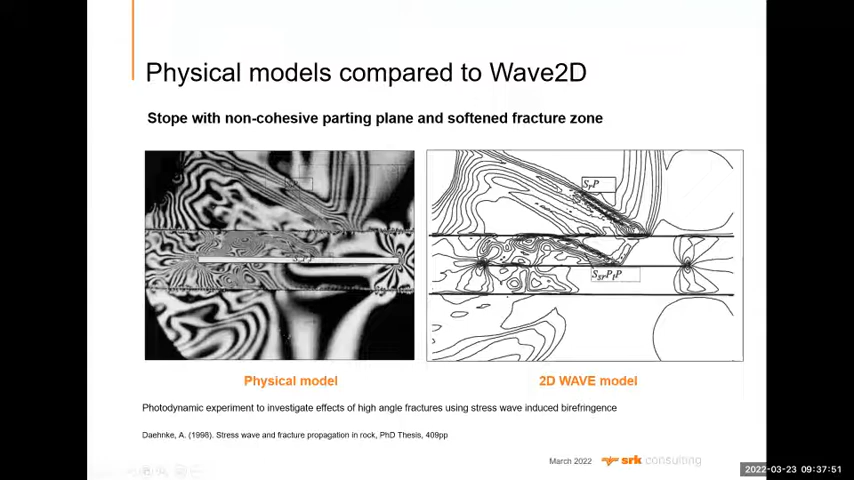 Physical models compared to Wave2D
Stope with non-cohesive parting plane and softened fracture zone
SrP
SsrPtP
Physical model
2D WAVE model
Photodynamic experiment to investigate effects of high angle fractures using stress wave induced birefringence
Daehnke, A. (1998). Stress wave and fracture propagation in rock, PhD Thesis, 409pp
March 2022
srk consulting
2022-03-23 09:37:51